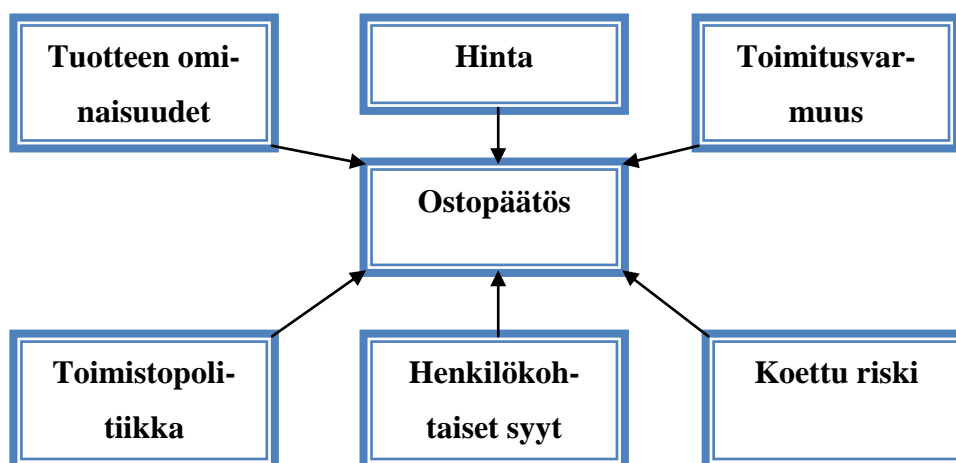 Tuotteen omi-
naisuudet
Hinta
Toimitusvar-
muus
Ostopäätös
Toimistopoli-
tiikka
Henkilökoh-
taiset syyt
Koettu riski